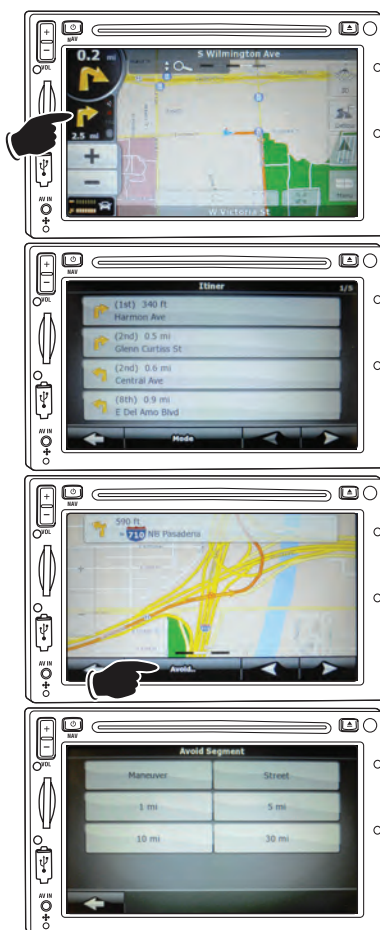 NAV
VOL
AV IN
0.2 mi
S Wilmington Ave
2.5 mi
3D
Menu
W Victoria St
NAV
VOL
AV IN
Itiner
1/5
(1st) 340 ft
Harmon Ave
(2nd) 0.5 mi
Glenn Curtiss St
(2nd) 0.6 mi
Central Ave
(8th) 0.9 mi
E Del Amo Blvd
Mode
NAV
VOL
AV IN
590 ft
710 NB Pasadena
Avoid..
NAV
VOL
AV IN
Avoid Segment
Maneuver
Street
1 mi
5 mi
10 mi
30 mi